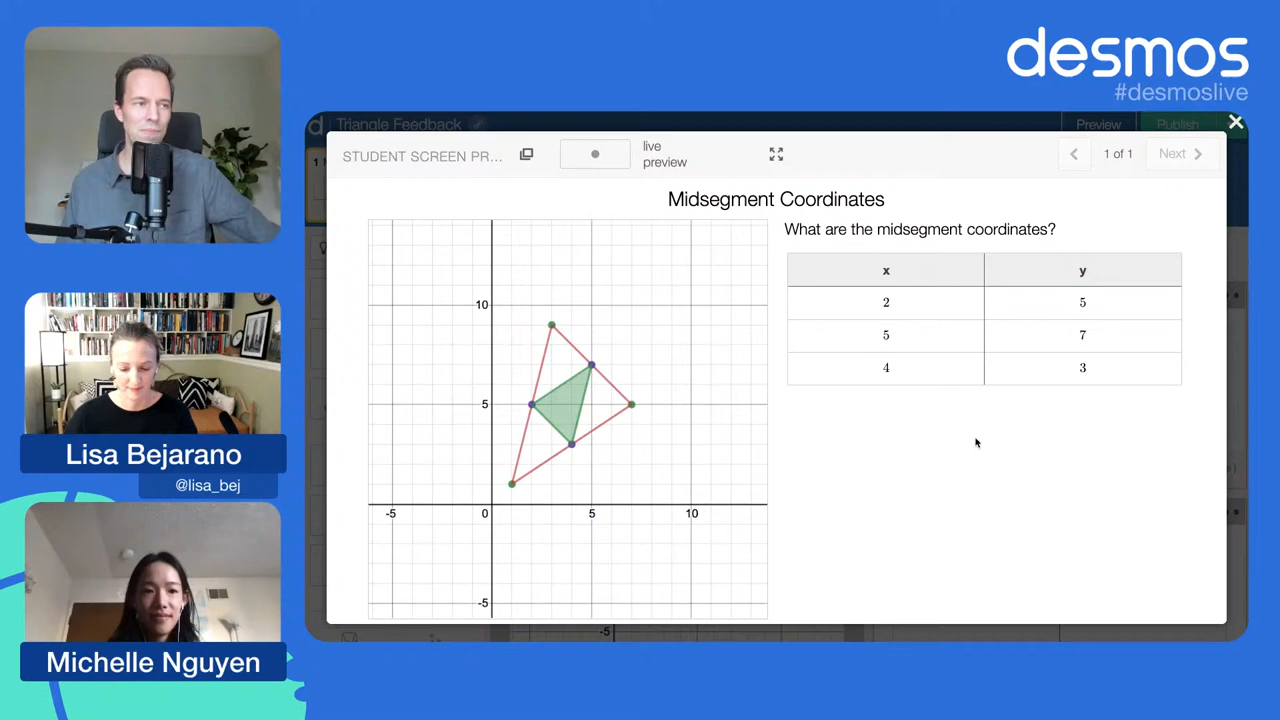 desmos
#desmoslive
Triangle Feedback
Preview
Publish
STUDENT SCREEN PR...
live
preview
1 of 1
Next
Midsegment Coordinates
What are the midsegment coordinates?
x y
2 5
5 7
4 3
10
5
-5 0 5 10
-5
-5
Lisa Bejarano
@lisa_bej
Michelle Nguyen